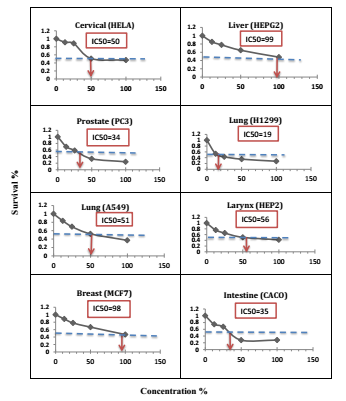 Cervical (HELA)
IC50=50
1.2
1
0.8
0.6
0.4
0.2
0
0 50 100 150
Liver (HEPG2)
IC50=99
1.2
1
0.8
0.6
0.4
0.2
0
0 50 100 150
Prostate (PC3)
IC50=34
1.2
1
0.8
0.6
0.4
0.2
0
0 50 100 150
Lung (H1299)
IC50=19
1.2
1
0.8
0.6
0.4
0.2
0
0 50 100 150
Survival %
Lung (A549)
IC50=51
1.2
1
0.8
0.6
0.4
0.2
0
0 50 100 150
Larynx (HEP2)
IC50=56
1.2
1
0.8
0.6
0.4
0.2
0
0 50 100 150
Breast (MCF7)
IC50=98
1.2
1
0.8
0.6
0.4
0.2
0
0 50 100 150
Intestine (CACO)
IC50=35
1.2
1
0.8
0.6
0.4
0.2
0
0 50 100 150
Concentration %